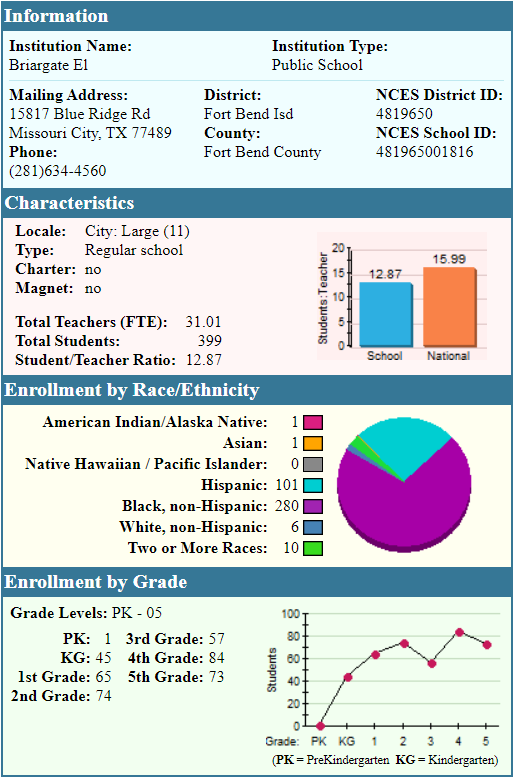 Information
Institution Name: Institution Type:
Briargate El Public School
Mailing Address: District: NCES District ID:
15817 Blue Ridge Rd Fort Bend Isd 4819650
Missouri City, TX 77489 County: NCES School ID:
Phone: Fort Bend County 481965001816
(281)634-4560
Characteristics
Locale: City: Large (11)
Type: Regular school
Charter: no
Magnet: no
Total Teachers (FTE): 31.01
Total Students: 399
Student/Teacher Ratio: 12.87
Students:Teacher
20
15
10
5
0
12.87 15.99
School National
Enrollment by Race/Ethnicity
American Indian/Alaska Native: 1
Asian: 1
Native Hawaiian / Pacific Islander: 0
Hispanic: 101
Black, non-Hispanic: 280
White, non-Hispanic: 6
Two or More Races: 10
Enrollment by Grade
Grade Levels: PK - 05
PK: 1 3rd Grade: 57
KG: 45 4th Grade: 84
1st Grade: 65 5th Grade: 73
2nd Grade: 74
Students
100
80
60
40
20
0
Grade: PK KG 1 2 3 4 5
(PK = PreKindergarten KG = Kindergarten)